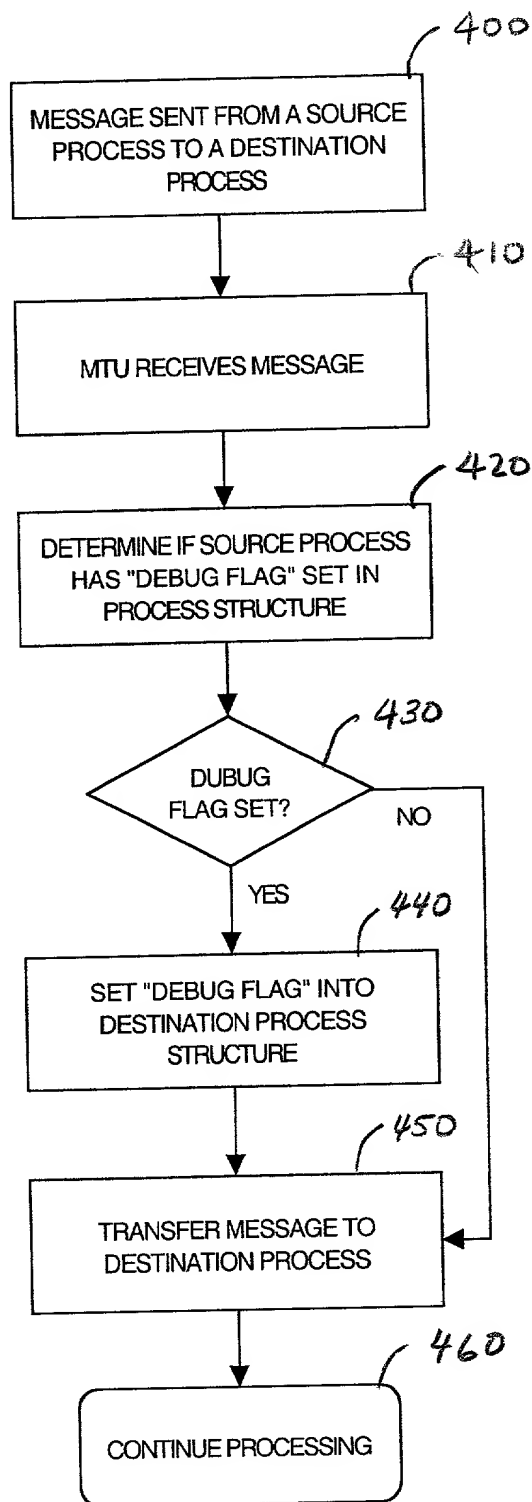 400
MESSAGE SENT FROM A SOURCE
PROCESS TO A DESTINATION
PROCESS
410
MTU RECEIVES MESSAGE
420
DETERMINE IF SOURCE PROCESS
HAS "DEBUG FLAG" SET IN
PROCESS STRUCTURE
430
DUBUG
FLAG SET?
NO
YES
440
SET "DEBUG FLAG" INTO
DESTINATION PROCESS
STRUCTURE
450
TRANSFER MESSAGE TO
DESTINATION PROCESS
460
CONTINUE PROCESSING